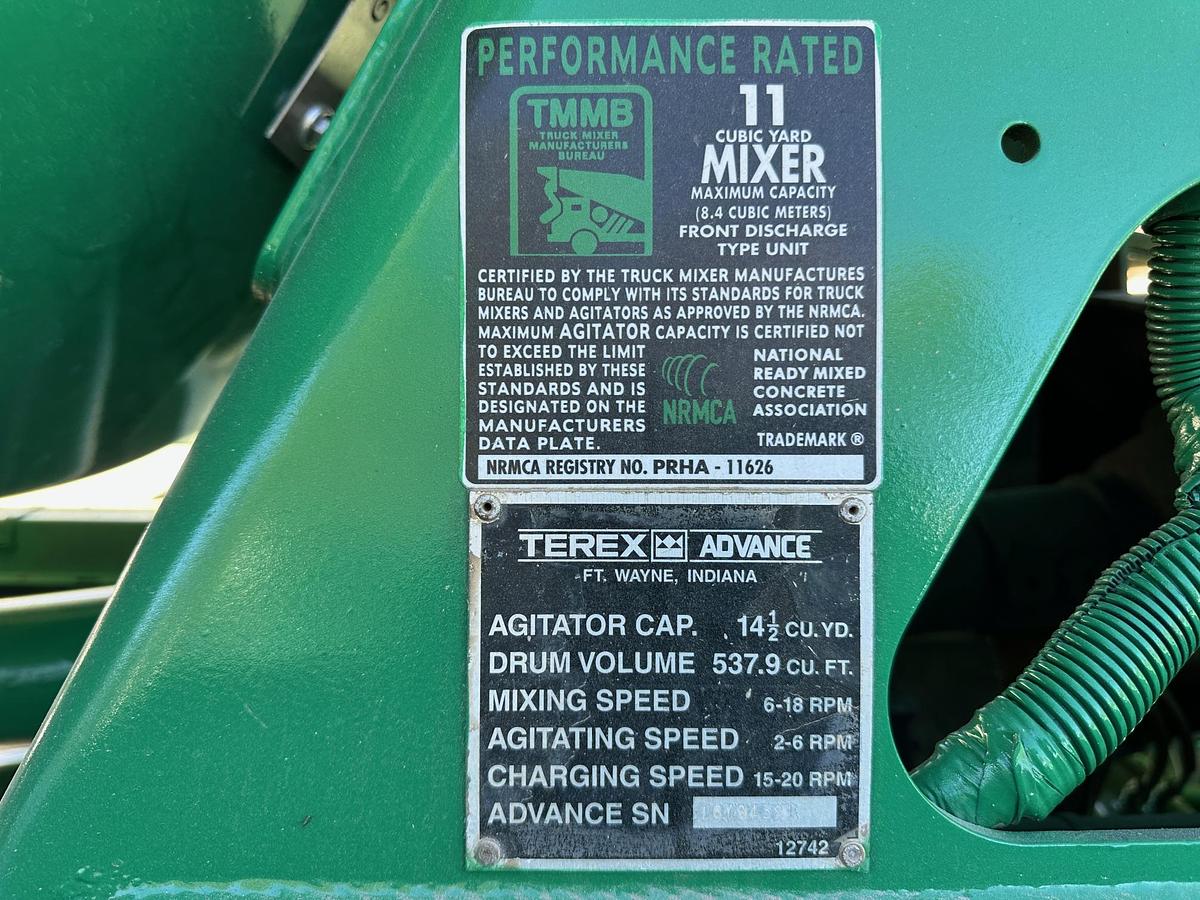 PERFORMANCE RATED
TMMB
TRUCK MIXER
MANUFACTURERS
BUREAU
11
CUBIC YARD
MIXER
MAXIMUM CAPACITY
(8.4 CUBIC METERS)
FRONT DISCHARGE
TYPE UNIT
CERTIFIED BY THE TRUCK MIXER MANUFACTURES
BUREAU TO COMPLY WITH ITS STANDARDS FOR TRUCK
MIXERS AND AGITATORS AS APPROVED BY THE NRMCA.
MAXIMUM AGITATOR CAPACITY IS CERTIFIED NOT
TO EXCEED THE LIMIT
ESTABLISHED BY THESE
STANDARDS AND IS
DESIGNATED ON THE
MANUFACTURERS
DATA PLATE.
NRMCA
NATIONAL
READY MIXED
CONCRETE
ASSOCIATION
TRADEMARK ®
NRMCA REGISTRY NO. PRHA - 11626
TEREX ADVANCE
FT. WAYNE, INDIANA
AGITATOR CAP. 14½ CU. YD.
DRUM VOLUME 537.9 CU. FT.
MIXING SPEED 6-18 RPM
AGITATING SPEED 2-6 RPM
CHARGING SPEED 15-20 RPM
ADVANCE SN
12742